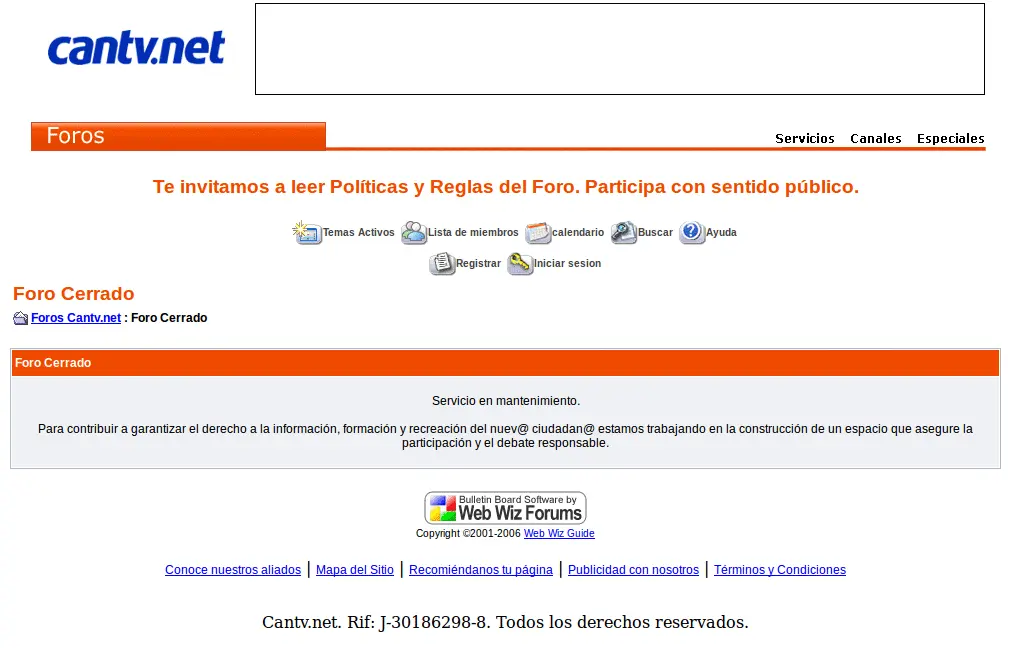 cantv.net
Foros
Servicios Canales Especiales
Te invitamos a leer Políticas y Reglas del Foro. Participa con sentido público.
Temas Activos Lista de miembros calendario Buscar Ayuda
Registrar Iniciar sesion
Foro Cerrado
Foros Cantv.net : Foro Cerrado
Foro Cerrado
Servicio en mantenimiento.
Para contribuir a garantizar el derecho a la información, formación y recreación del nuev@ ciudadan@ estamos trabajando en la construcción de un espacio que asegure la
participación y el debate responsable.
Bulletin Board Software by
Web Wiz Forums
Copyright ©2001-2006 Web Wiz Guide
Conoce nuestros aliados | Mapa del Sitio | Recomiéndanos tu página | Publicidad con nosotros | Términos y Condiciones
Cantv.net. Rif: J-30186298-8. Todos los derechos reservados.